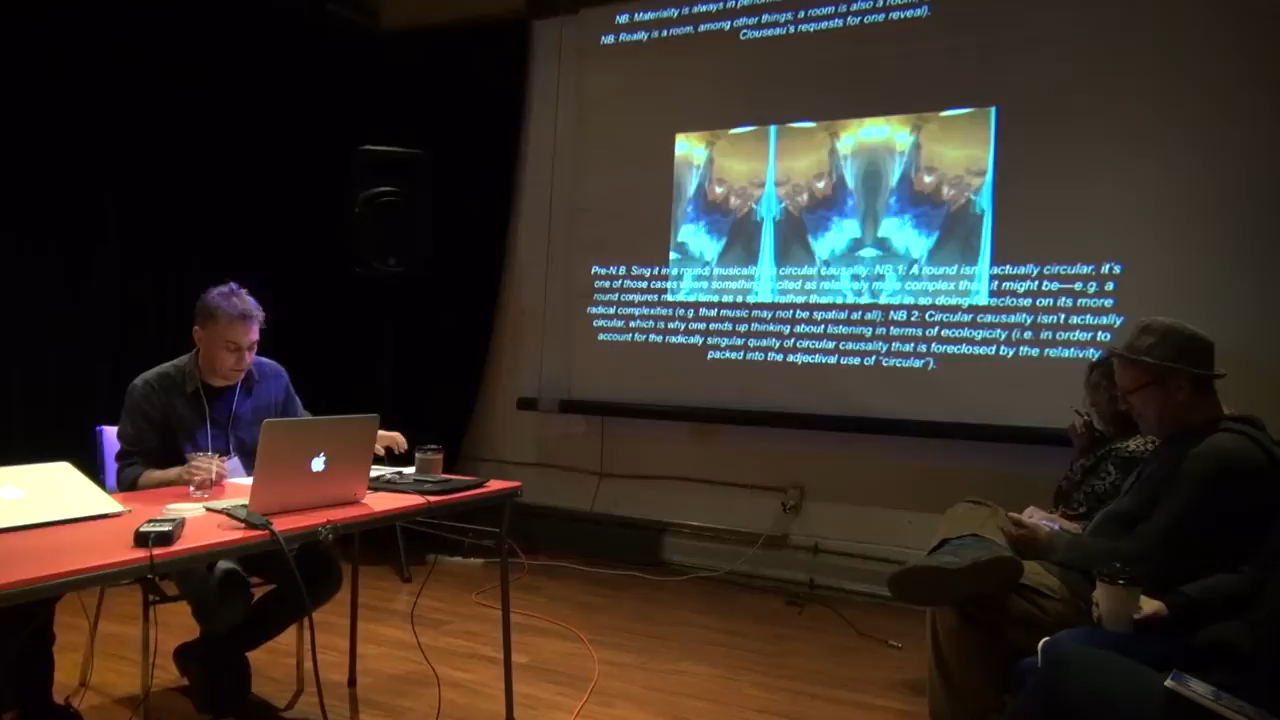 NB: Materiality is always in
NB: Reality is a room, among other things; a room is also a room,
Clouseau's requests for one reveal).
Pre-N.B. Sing it in a round; musicality circular causality. NB 1: A round isn't actually circular, it's
one of those cases where something cited as relatively more complex than it might be—e.g. a
round conjures musical time as a rather than a and in so doing foreclose on its more
radical complexities (e.g. that music may not be spatial at all); NB 2: Circular causality isn't actually
circular, which is why one ends up thinking about listening in terms of ecologicity (i.e. in order to
account for the radically singular quality of circular causality that is foreclosed by the relativity
packed into the adjectival use of "circular").